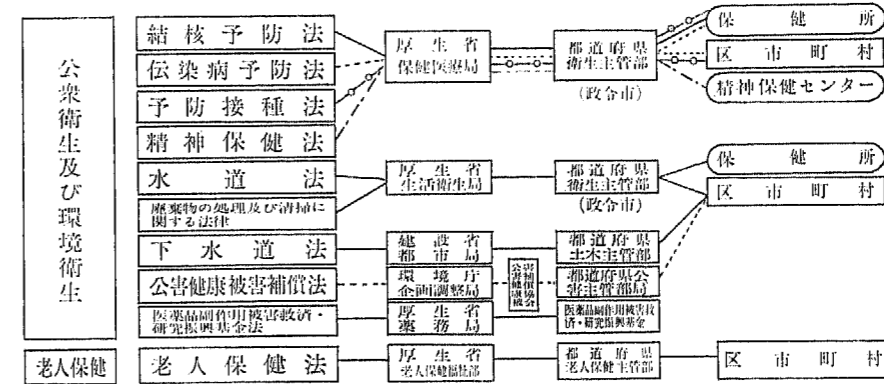 公衆衛生及び環境衛生
結核予防法
伝染病予防法
予防接種法
精神保健法
水道法
廃棄物の処理及び清掃に
関する法律
下水道法
公害健康被害補償法
医薬品副作用被害救済・
研究振興基金法
厚生省
保健医療局
厚生省
生活衛生局
建設省
都市局
環境庁
企画調整局
厚生省
薬務局
公害健康被
害補償協会
都道府県
衛生主管部
(政令市)
都道府県
衛生主管部
(政令市)
都道府県
土木主管部
都道府県公
害主管部局
医薬品副作用被害救
済・研究振興基金
保健所
区市町村
精神保健センター
保健所
区市町村
老人保健
老人保健法
厚生省
老人保健福祉部
都道府県
老人保健主管部
区市町村